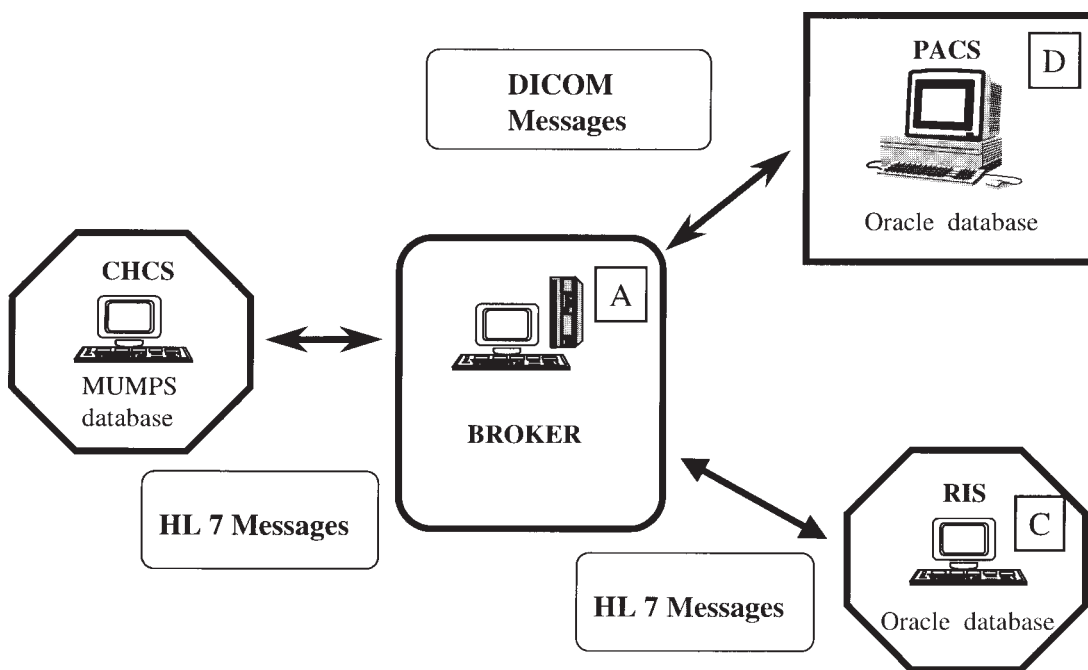 DICOM
Messages
PACS
D
Oracle database
CHCS
MUMPS
database
A
BROKER
HL 7 Messages
RIS
C
Oracle database
HL 7 Messages